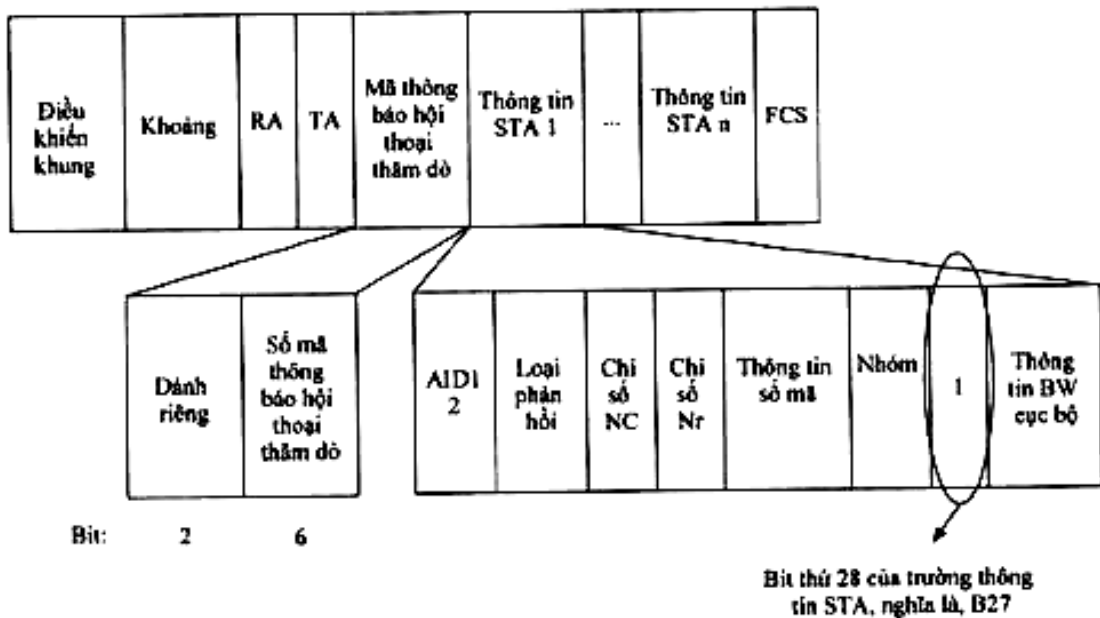 Điều
khiển
khung
Khoảng
RA
TA
Mã thông
báo hội
thoại
thăm dò
Thông tin
STA 1
...
Thông tin
STA n
FCS
Dành
riêng
Số mã
thông
báo hội
thoại
thăm dò
AID1
2
Loại
phản
hồi
Chỉ
số
NC
Chỉ
số
Nr
Thông tin
số mã
Nhóm
1
Thông
tin BW
cục bộ
Bit:
2
6
Bit thứ 28 của trường thông
tin STA, nghĩa là, B27